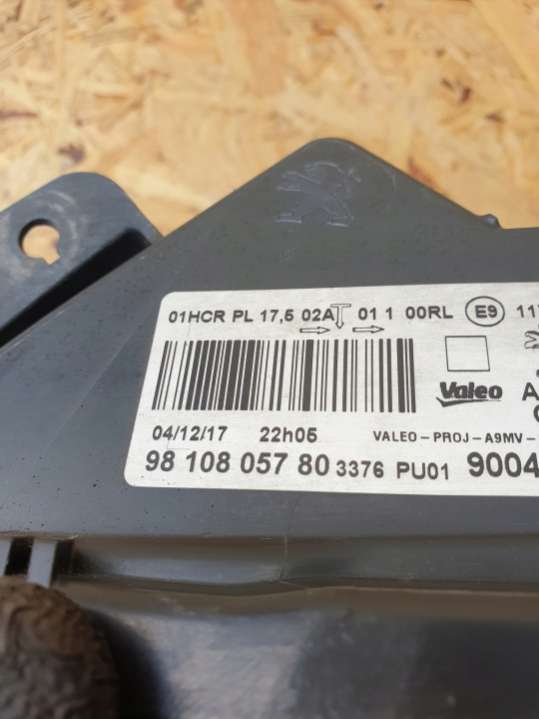 01HCR PL 17,5 02A 01 1 00RL E9
Valeo
04/12/17 22h05 VALEO-PROJ-A9MV-
98 108 057 80 3376 PU01 9004